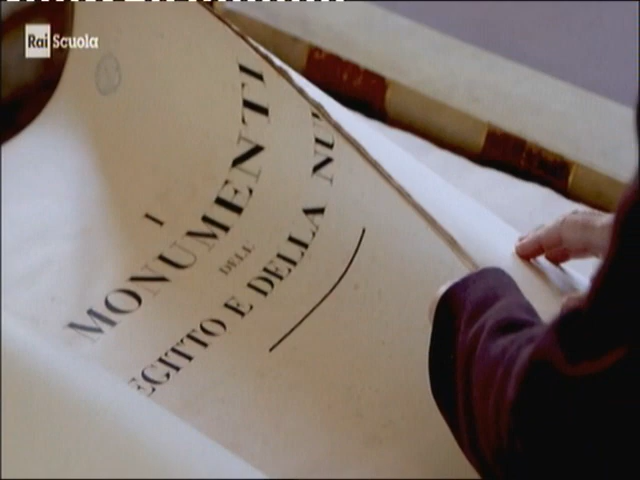 Rai Scuola
I
MONUMENTI
DELL'
EGITTO E DELLA NU